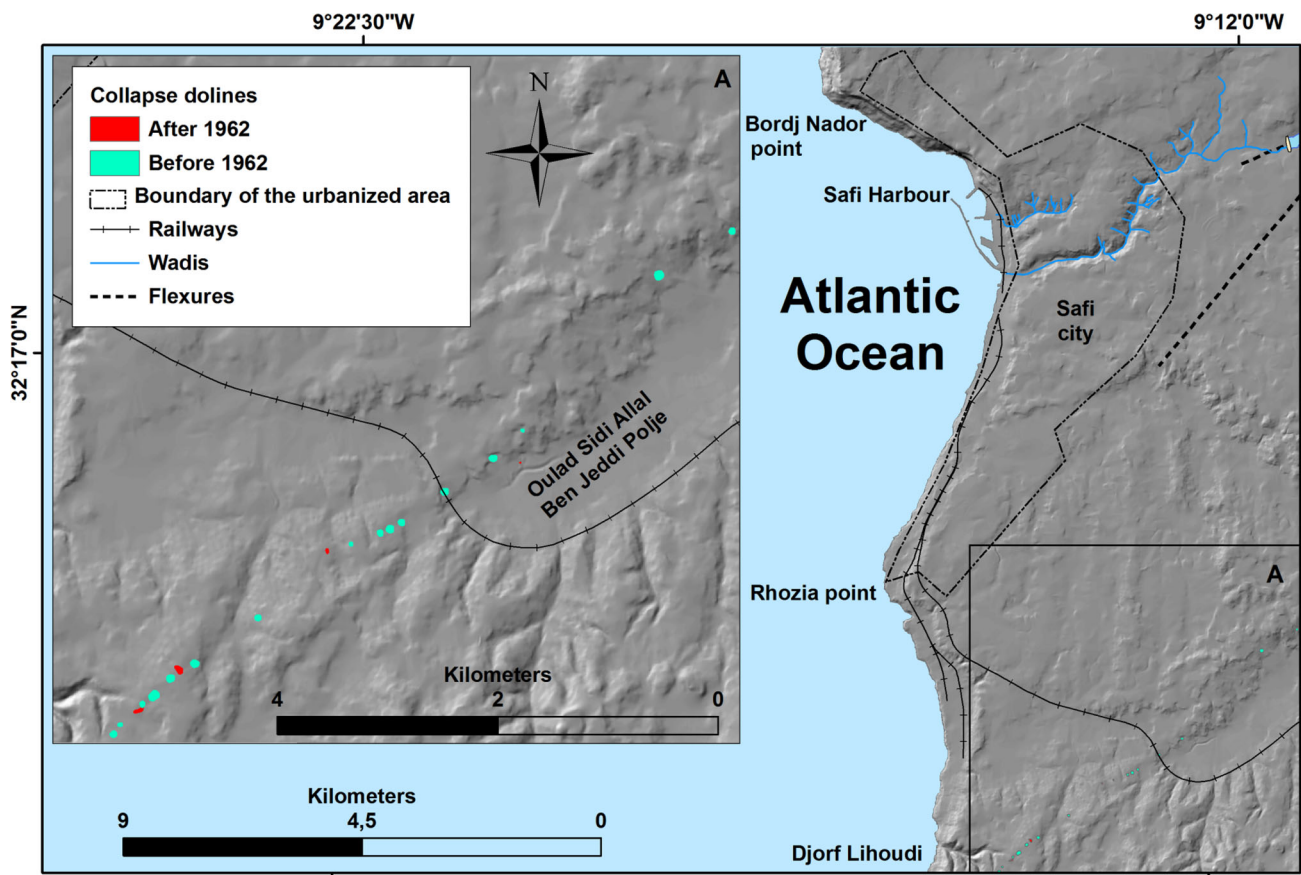 9°22'30"W
9°12'0"W
32°17'0"N
A
N
Collapse dolines
After 1962
Before 1962
Boundary of the urbanized area
Railways
Wadis
Flexures
Oulad Sidi Allal
Ben Jeddi Polje
Kilometers
4 2 0
Kilometers
9 4,5 0
Bordj Nador
point
Safi Harbour
Atlantic
Ocean
Safi
city
Rhozia point
A
Djorf Lihoudi